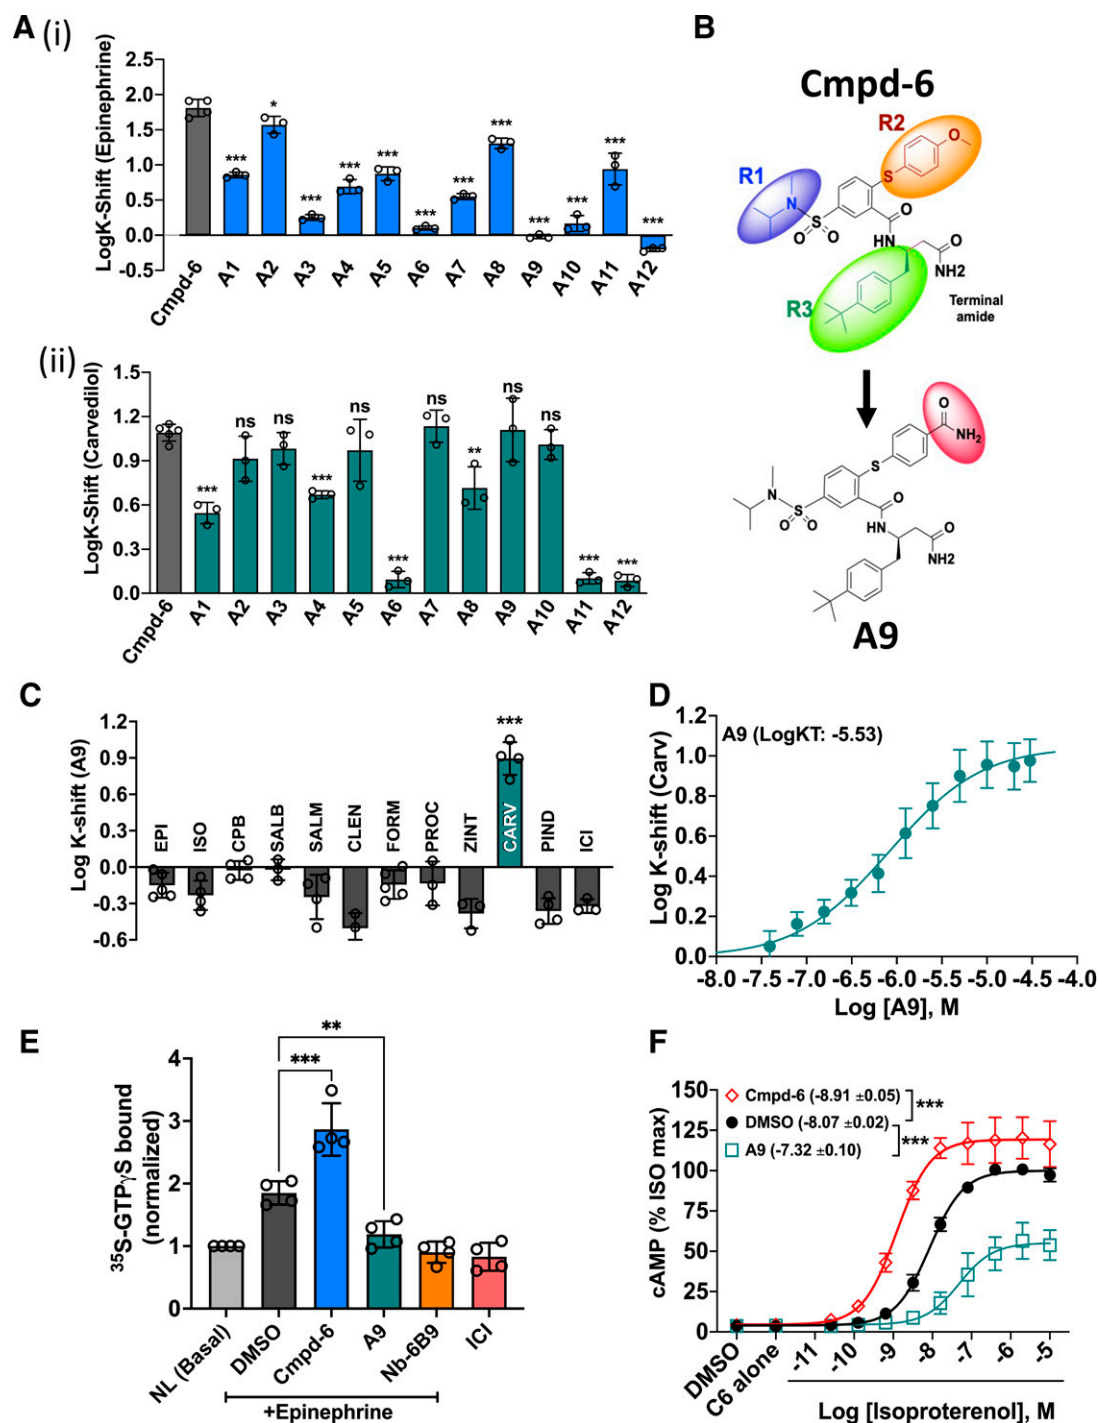 A (i)
LogK-Shift (Epinephrine)
2.5
2.0
1.5
1.0
0.5
0.0
-0.5
*** * *** *** *** *** *** *** *** *** *** ***
Cmpd-6 A1 A2 A3 A4 A5 A6 A7 A8 A9 A10 A11 A12
(ii)
LogK-Shift (Carvedilol)
1.5
1.2
0.9
0.6
0.3
0.0
*** ns ns *** ns *** ns ** ns ns *** ***
Cmpd-6 A1 A2 A3 A4 A5 A6 A7 A8 A9 A10 A11 A12
B
Cmpd-6
R2
R1
R3
O
S
N
S
O O
O
HN
O
NH2
Terminal
amide
O
NH2
S
N
S
O O
O
HN
O
NH2
A9
C
Log K-shift (A9)
1.2
0.9
0.6
0.3
0.0
-0.3
-0.6
***
EPI ISO CPB SALB SALM CLEN FORM PROC ZINT CARV PIND ICI
D
Log K-shift (Carv)
1.2
1.0
0.8
0.6
0.4
0.2
0.0
A9 (LogKT: -5.53)
-8.0 -7.5 -7.0 -6.5 -6.0 -5.5 -5.0 -4.5 -4.0
Log [A9], M
E
35S-GTPγS bound
(normalized)
4
3
2
1
0
**
***
NL (Basal) DMSO Cmpd-6 A9 Nb-6B9 ICI
+Epinephrine
F
cAMP (% ISO max)
150
125
100
75
50
25
0
Cmpd-6 (-8.91 ±0.05)
DMSO (-8.07 ±0.02)
A9 (-7.32 ±0.10)
***
***
DMSO C6 alone -11 -10 -9 -8 -7 -6 -5
Log [Isoproterenol], M